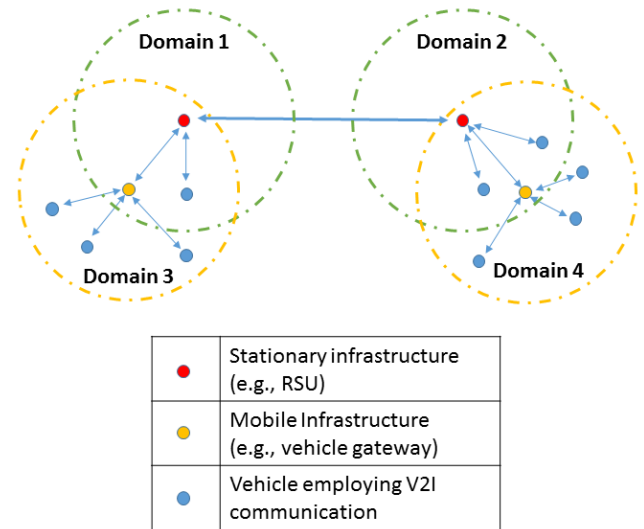 Domain 1
Domain 2
Domain 3
Domain 4
Stationary infrastructure
(e.g., RSU)
Mobile Infrastructure
(e.g., vehicle gateway)
Vehicle employing V2I
communication